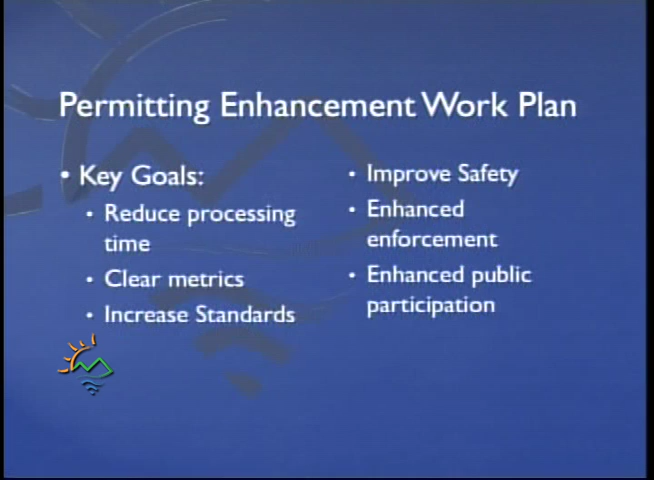 Permitting Enhancement Work Plan
• Key Goals:
• Reduce processing
time
• Clear metrics
• Increase Standards
• Improve Safety
• Enhanced
enforcement
• Enhanced public
participation